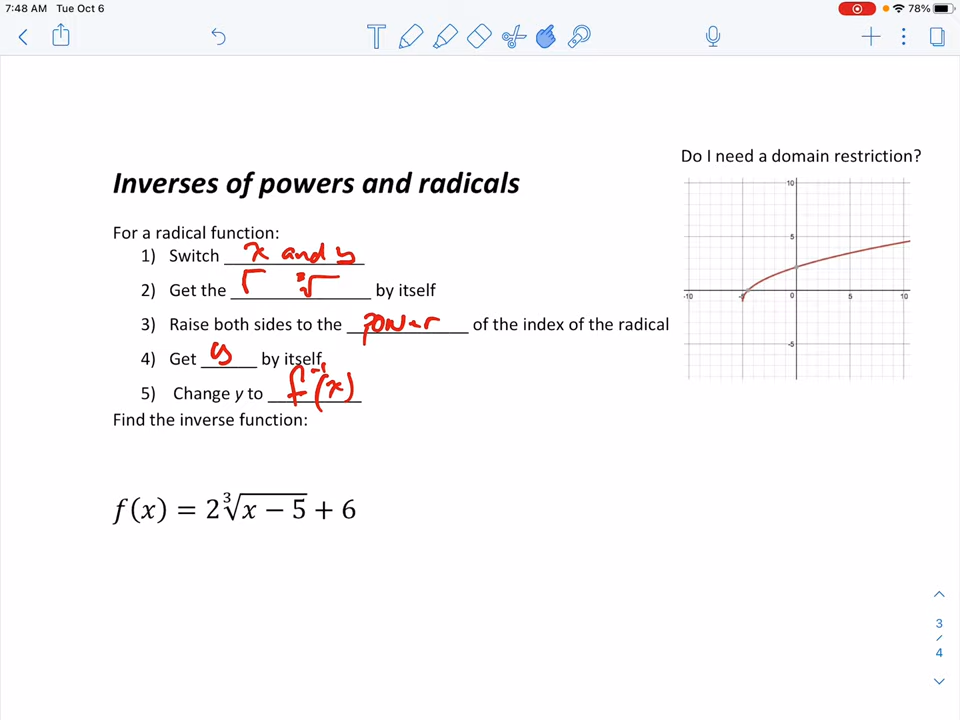 7:48 AM Tue Oct 6
78%
Do I need a domain restriction?
Inverses of powers and radicals
For a radical function:
1) Switch x and y
2) Get the √ ∛ by itself
3) Raise both sides to the power of the index of the radical
4) Get y by itself
5) Change y to f⁻¹(x)
Find the inverse function:
f(x) = 2∛(x − 5) + 6
10
5
-10
-5
0
5
10
-5
3
/
4